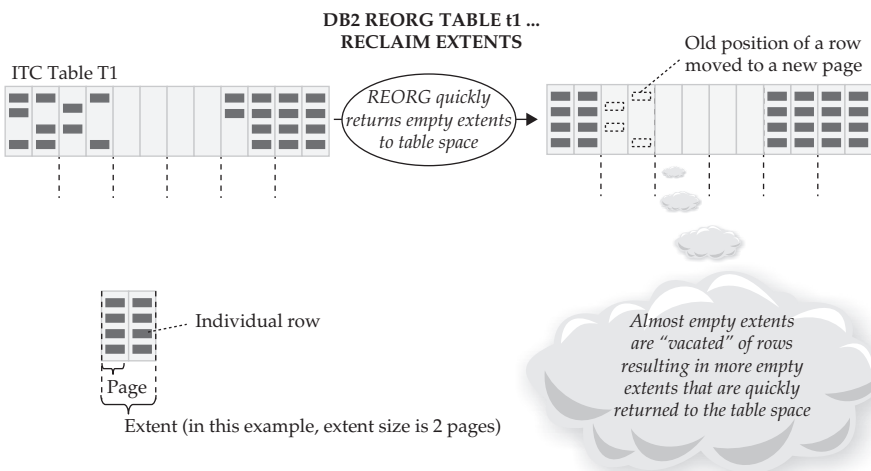 DB2 REORG TABLE t1 ...
RECLAIM EXTENTS
ITC Table T1
REORG quickly
returns empty extents
to table space
Old position of a row
moved to a new page
Individual row
Page
Extent (in this example, extent size is 2 pages)
Almost empty extents
are “vacated” of rows
resulting in more empty
extents that are quickly
returned to the table space